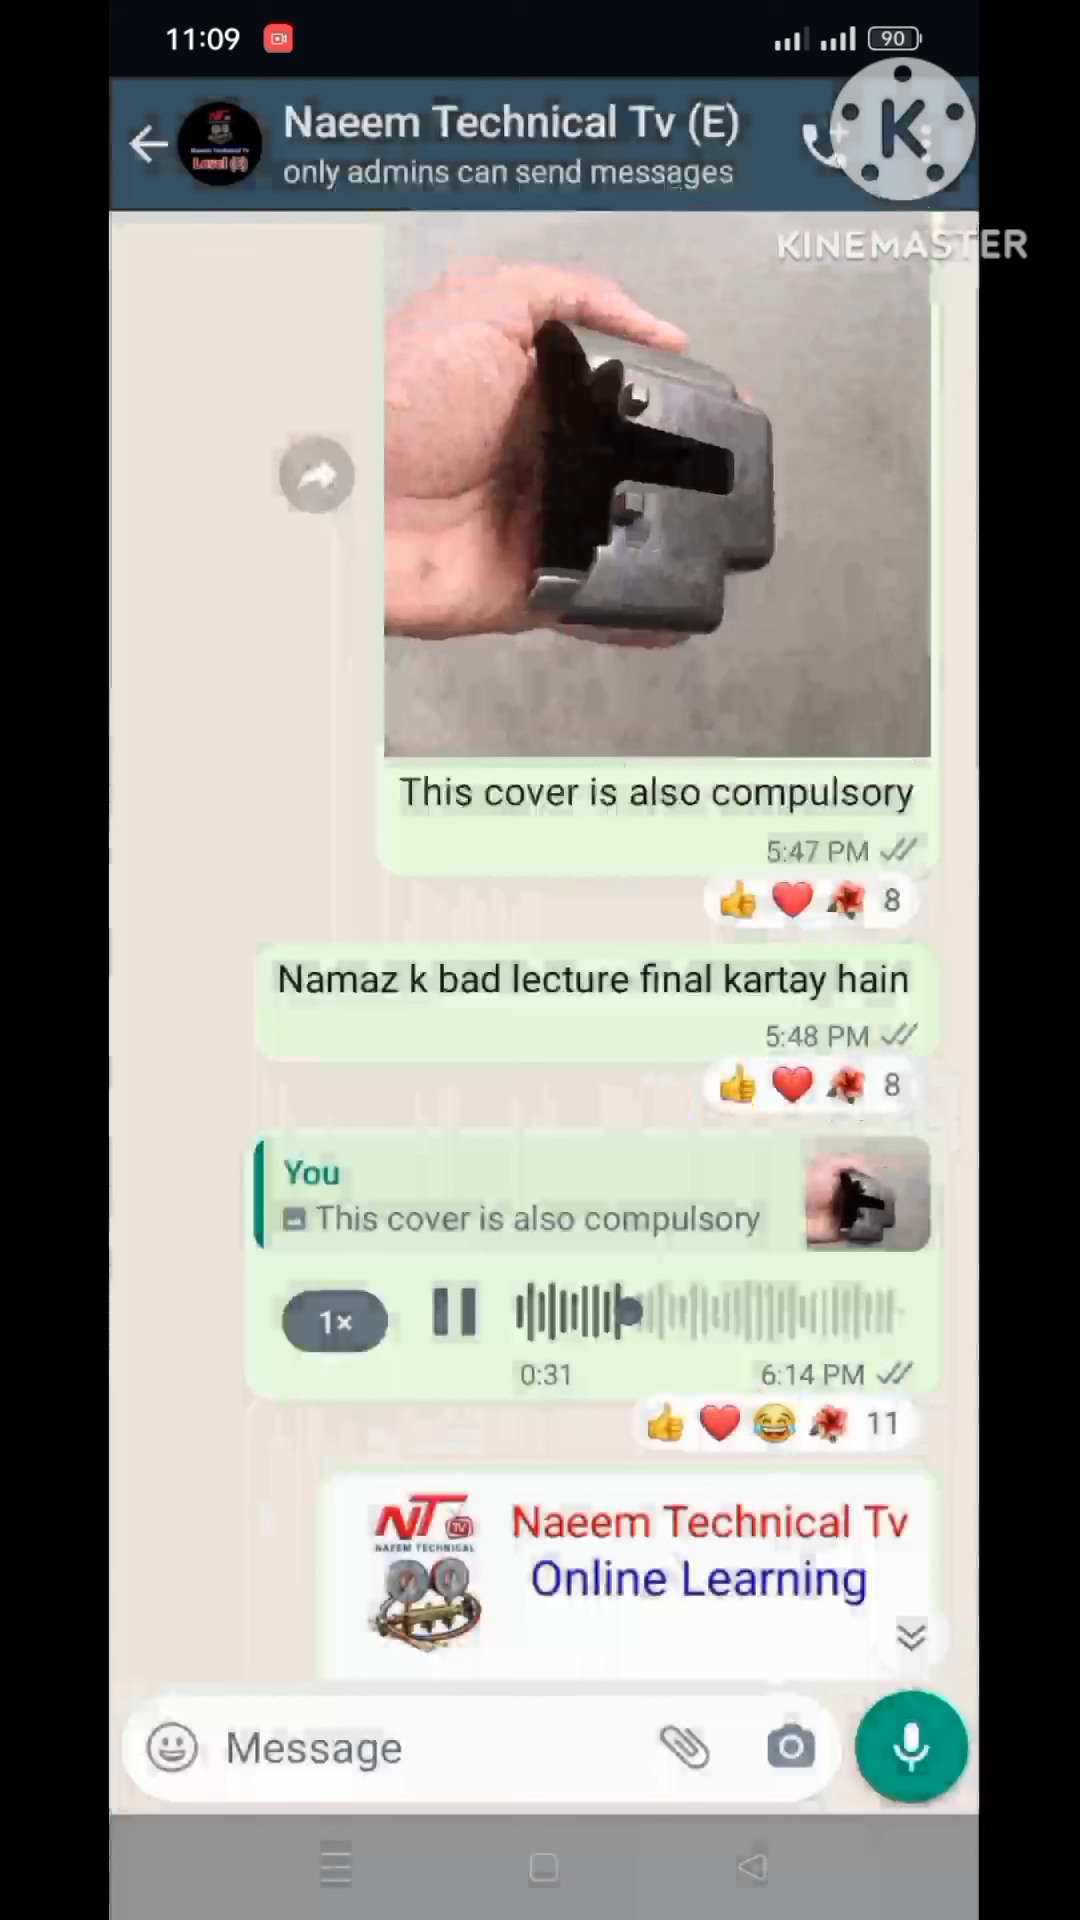 11:09
90
Naeem Technical Tv (E)
only admins can send messages
K
KINEMASTER
This cover is also compulsory
5:47 PM
8
Namaz k bad lecture final kartay hain
5:48 PM
8
You
This cover is also compulsory
1×
0:31
6:14 PM
11
NT TV
NAEEM TECHNICAL
Naeem Technical Tv
Online Learning
Message